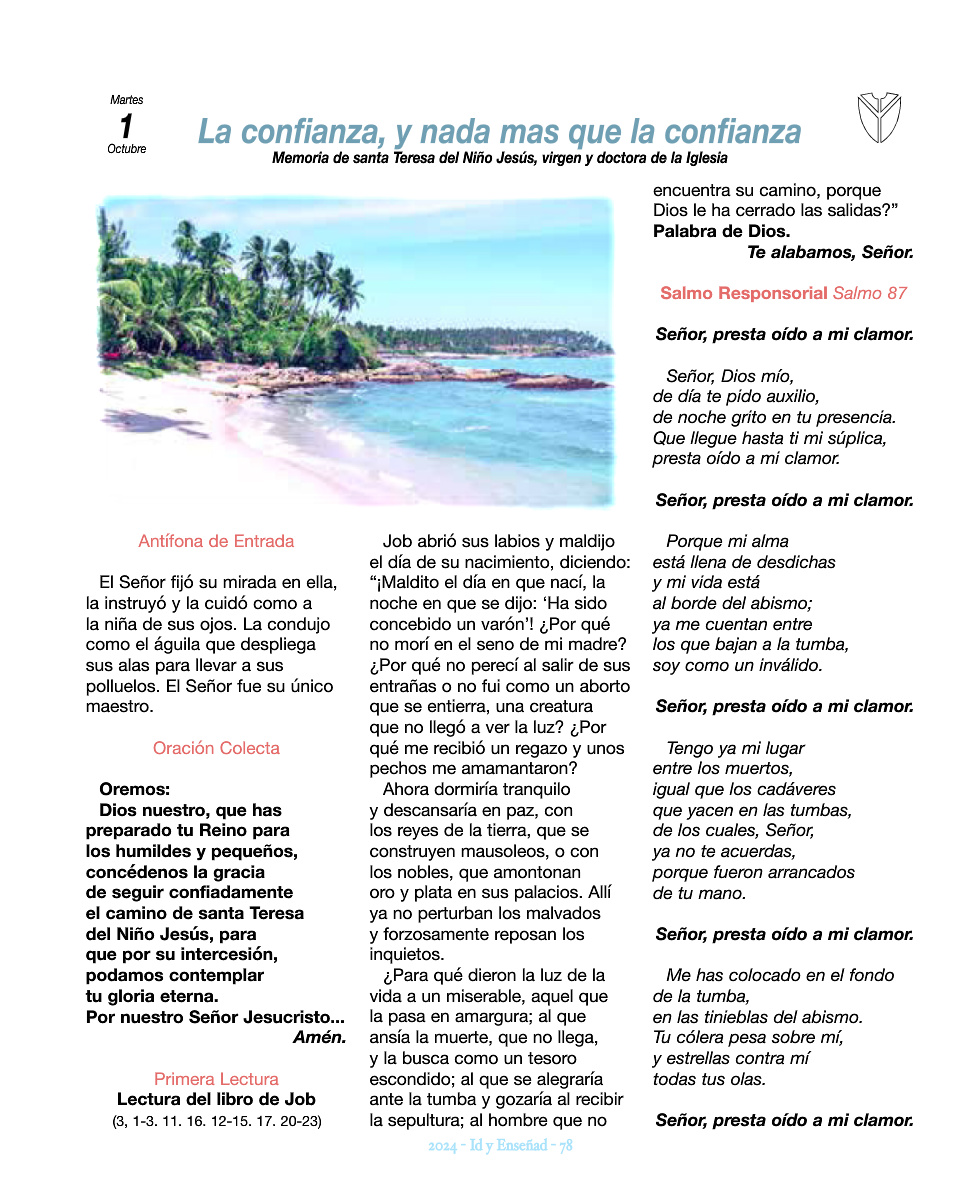 Martes
1
Octubre
La confianza, y nada mas que la confianza
Memoria de santa Teresa del Niño Jesús, virgen y doctora de la Iglesia
Antífona de Entrada
El Señor fijó su mirada en ella,
la instruyó y la cuidó como a
la niña de sus ojos. La condujo
como el águila que despliega
sus alas para llevar a sus
polluelos. El Señor fue su único
maestro.
Oración Colecta
Oremos:
Dios nuestro, que has
preparado tu Reino para
los humildes y pequeños,
concédenos la gracia
de seguir confiadamente
el camino de santa Teresa
del Niño Jesús, para
que por su intercesión,
podamos contemplar
tu gloria eterna.
Por nuestro Señor Jesucristo...
Amén.
Primera Lectura
Lectura del libro de Job
(3, 1-3. 11. 16. 12-15. 17. 20-23)
Job abrió sus labios y maldijo
el día de su nacimiento, diciendo:
“¡Maldito el día en que nací, la
noche en que se dijo: ‘Ha sido
concebido un varón’! ¿Por qué
no morí en el seno de mi madre?
¿Por qué no perecí al salir de sus
entrañas o no fui como un aborto
que se entierra, una creatura
que no llegó a ver la luz? ¿Por
qué me recibió un regazo y unos
pechos me amamantaron?
Ahora dormiría tranquilo
y descansaría en paz, con
los reyes de la tierra, que se
construyen mausoleos, o con
los nobles, que amontonan
oro y plata en sus palacios. Allí
ya no perturban los malvados
y forzosamente reposan los
inquietos.
¿Para qué dieron la luz de la
vida a un miserable, aquel que
la pasa en amargura; al que
ansía la muerte, que no llega,
y la busca como un tesoro
escondido; al que se alegraría
ante la tumba y gozaría al recibir
la sepultura; al hombre que no
encuentra su camino, porque
Dios le ha cerrado las salidas?”
Palabra de Dios.
Te alabamos, Señor.
Salmo Responsorial Salmo 87
Señor, presta oído a mi clamor.
Señor, Dios mío,
de día te pido auxilio,
de noche grito en tu presencia.
Que llegue hasta ti mi súplica,
presta oído a mi clamor.
Señor, presta oído a mi clamor.
Porque mi alma
está llena de desdichas
y mi vida está
al borde del abismo;
ya me cuentan entre
los que bajan a la tumba,
soy como un inválido.
Señor, presta oído a mi clamor.
Tengo ya mi lugar
entre los muertos,
igual que los cadáveres
que yacen en las tumbas,
de los cuales, Señor,
ya no te acuerdas,
porque fueron arrancados
de tu mano.
Señor, presta oído a mi clamor.
Me has colocado en el fondo
de la tumba,
en las tinieblas del abismo.
Tu cólera pesa sobre mí,
y estrellas contra mí
todas tus olas.
Señor, presta oído a mi clamor.
2024 - Id y Enseñad - 78